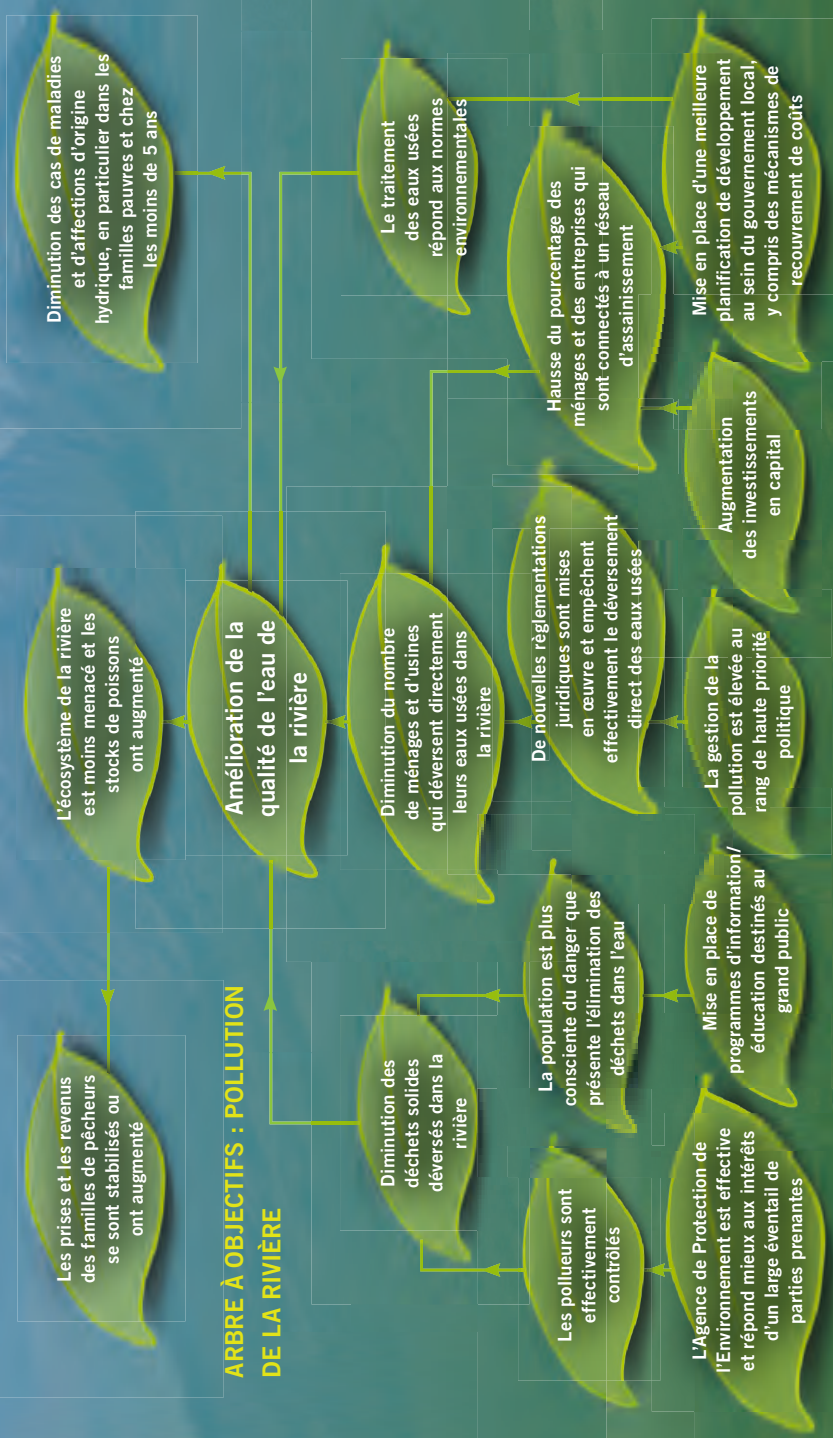 Les prises et les revenus
des familles de pêcheurs
se sont stabilisés ou
ont augmenté
L'écosystème de la rivière
est moins menacé et les
stocks de poissons
ont augmenté
Diminution des cas de maladies
et d'affections d'origine
hydrique, en particulier dans les
familles pauvres et chez
les moins de 5 ans
ARBRE À OBJECTIFS : POLLUTION
DE LA RIVIÈRE
Amélioration de la
qualité de l'eau de
la rivière
Diminution des
déchets solides
déversés dans la
rivière
Diminution du nombre
de ménages et d'usines
qui déversent directement
leurs eaux usées dans
la rivière
Le traitement
des eaux usées
répond aux normes
environnementales
Les pollueurs sont
effectivement
contrôlés
La population est plus
consciente du danger que
présente l'élimination des
déchets dans l'eau
De nouvelles règlementations
juridiques sont mises
en œuvre et empêchent
effectivement le déversement
direct des eaux usées
Hausse du pourcentage des
ménages et des entreprises qui
sont connectés à un réseau
d'assainissement
L'Agence de Protection de
l'Environnement est effective
et répond mieux aux intérêts
d'un large éventail de
parties prenantes
Mise en place de
programmes d'information/
éducation destinés au
grand public
La gestion de la
pollution est élevée au
rang de haute priorité
politique
Augmentation
des investissements
en capital
Mise en place d'une meilleure
planification de développement
au sein du gouvernement local,
y compris des mécanismes de
recouvrement de coûts